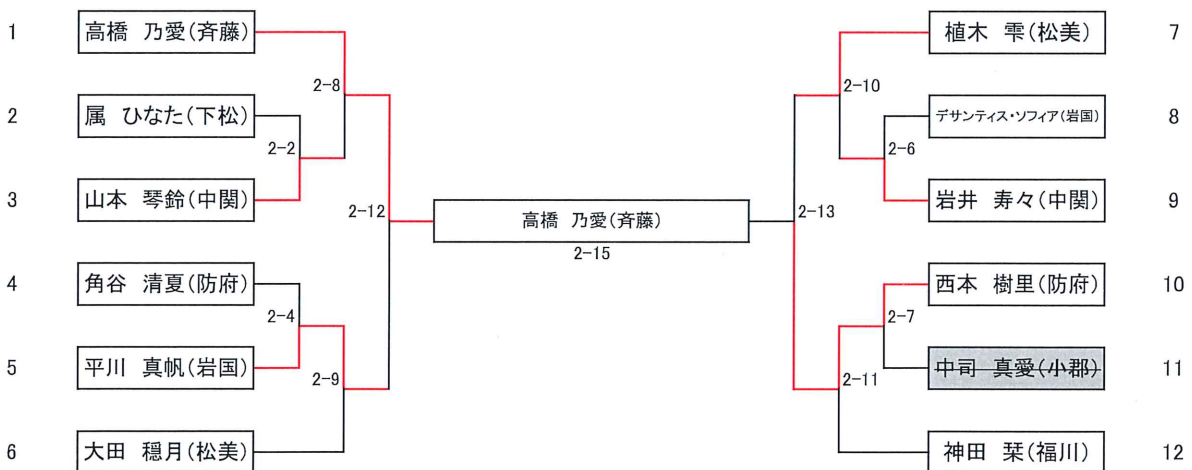 1
高橋 乃愛(斉藤)
2
属 ひなた(下松)
3
山本 琴鈴(中関)
4
角谷 清夏(防府)
5
平川 真帆(岩国)
6
大田 穏月(松美)
2-8
2-2
2-12
2-4
2-9
高橋 乃愛(斉藤)
2-15
2-10
2-6
2-13
2-7
2-11
植木 雫(松美)
7
デサンティス・ソフィア(岩国)
8
岩井 寿々(中関)
9
西本 樹里(防府)
10
中司 真愛(小郡)
11
神田 栞(福川)
12